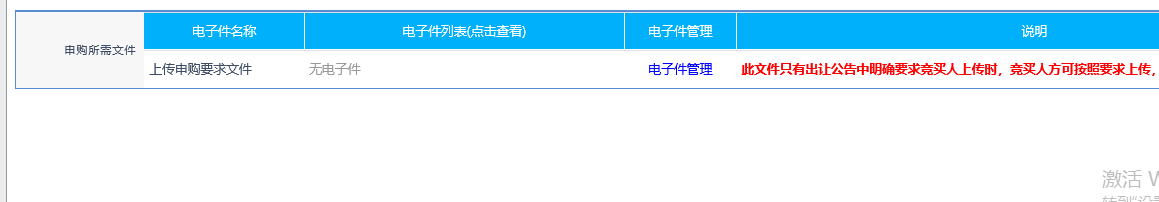 电子件名称 电子件列表(点击查看) 电子件管理 说明
申购所需文件
上传申购要求文件 无电子件 电子件管理 此文件只有出让公告中明确要求竞买人上传时，竞买人方可按照要求上传，
激活 W
转到"设置